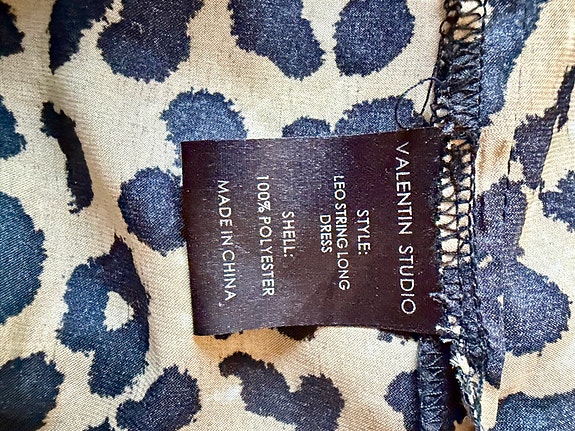 VALENTIN STUDIO
STYLE:
LEO STRING LONG
DRESS
SHELL:
100% POLYESTER
MADE IN CHINA